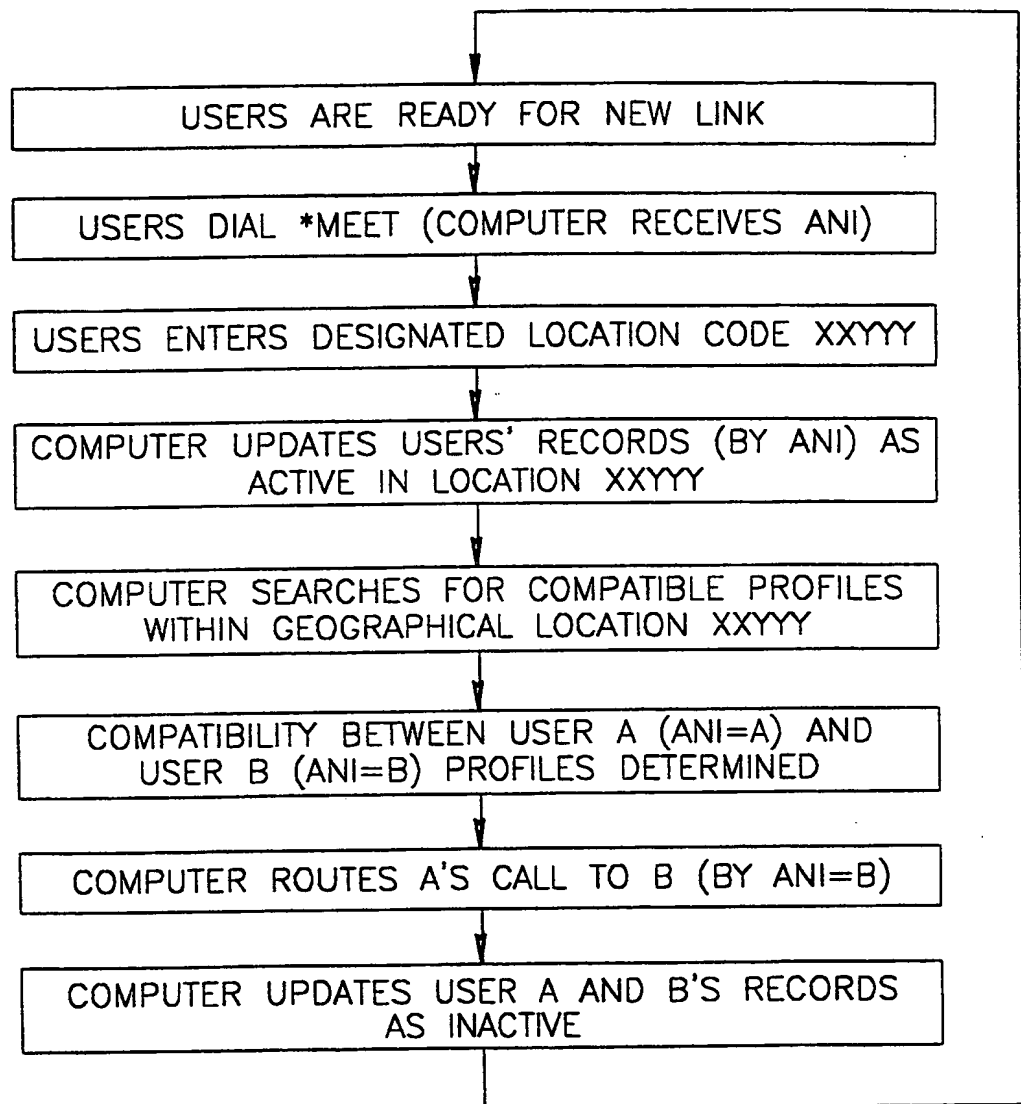 USERS ARE READY FOR NEW LINK
USERS DIAL *MEET (COMPUTER RECEIVES ANI)
USERS ENTERS DESIGNATED LOCATION CODE XXYYY
COMPUTER UPDATES USERS' RECORDS (BY ANI) AS
ACTIVE IN LOCATION XXYYY
COMPUTER SEARCHES FOR COMPATIBLE PROFILES
WITHIN GEOGRAPHICAL LOCATION XXYYY
COMPATIBILITY BETWEEN USER A (ANI=A) AND
USER B (ANI=B) PROFILES DETERMINED
COMPUTER ROUTES A'S CALL TO B (BY ANI=B)
COMPUTER UPDATES USER A AND B'S RECORDS
AS INACTIVE